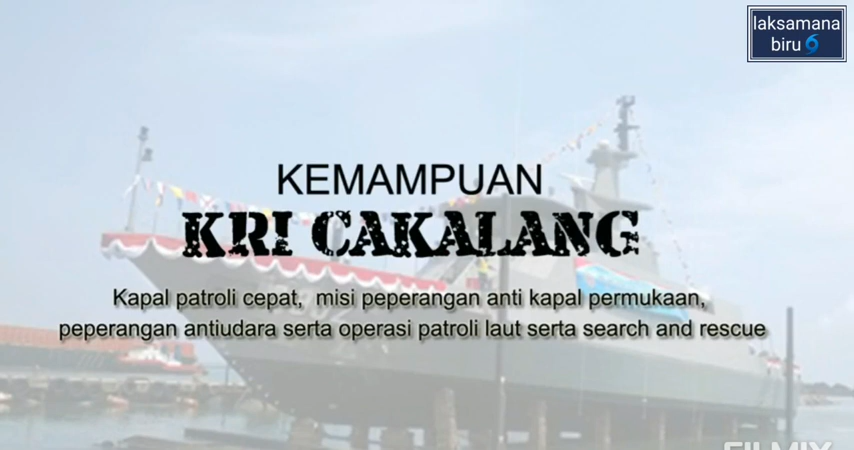 laksamana
biru
KEMAMPUAN
KRI CAKALANG
Kapal patroli cepat, misi peperangan anti kapal permukaan,
peperangan antiudara serta operasi patroli laut serta search and rescue